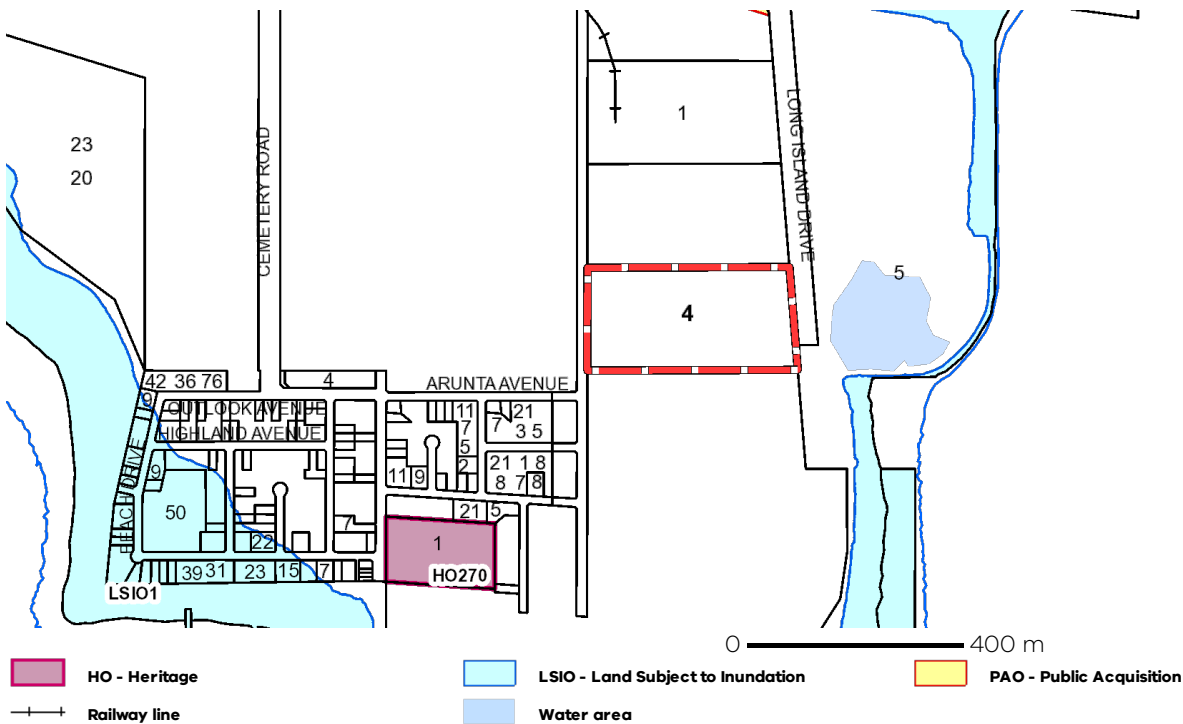 23
20
CEMETERY ROAD
1
LONG ISLAND DRIVE
5
4
42 36 76
4
ARUNTA AVENUE
9
OUTLOOK AVENUE
HIGHLAND AVENUE
11
7
5
2
7
21
3 5
BEACH DRIVE
9
11 9
21 1 8
8 7 8
50
22
7
21 5
1
HO270
39 31 23 15 7
LSIO1
0 400 m
HO - Heritage
LSIO - Land Subject to Inundation
PAO - Public Acquisition
Railway line
Water area